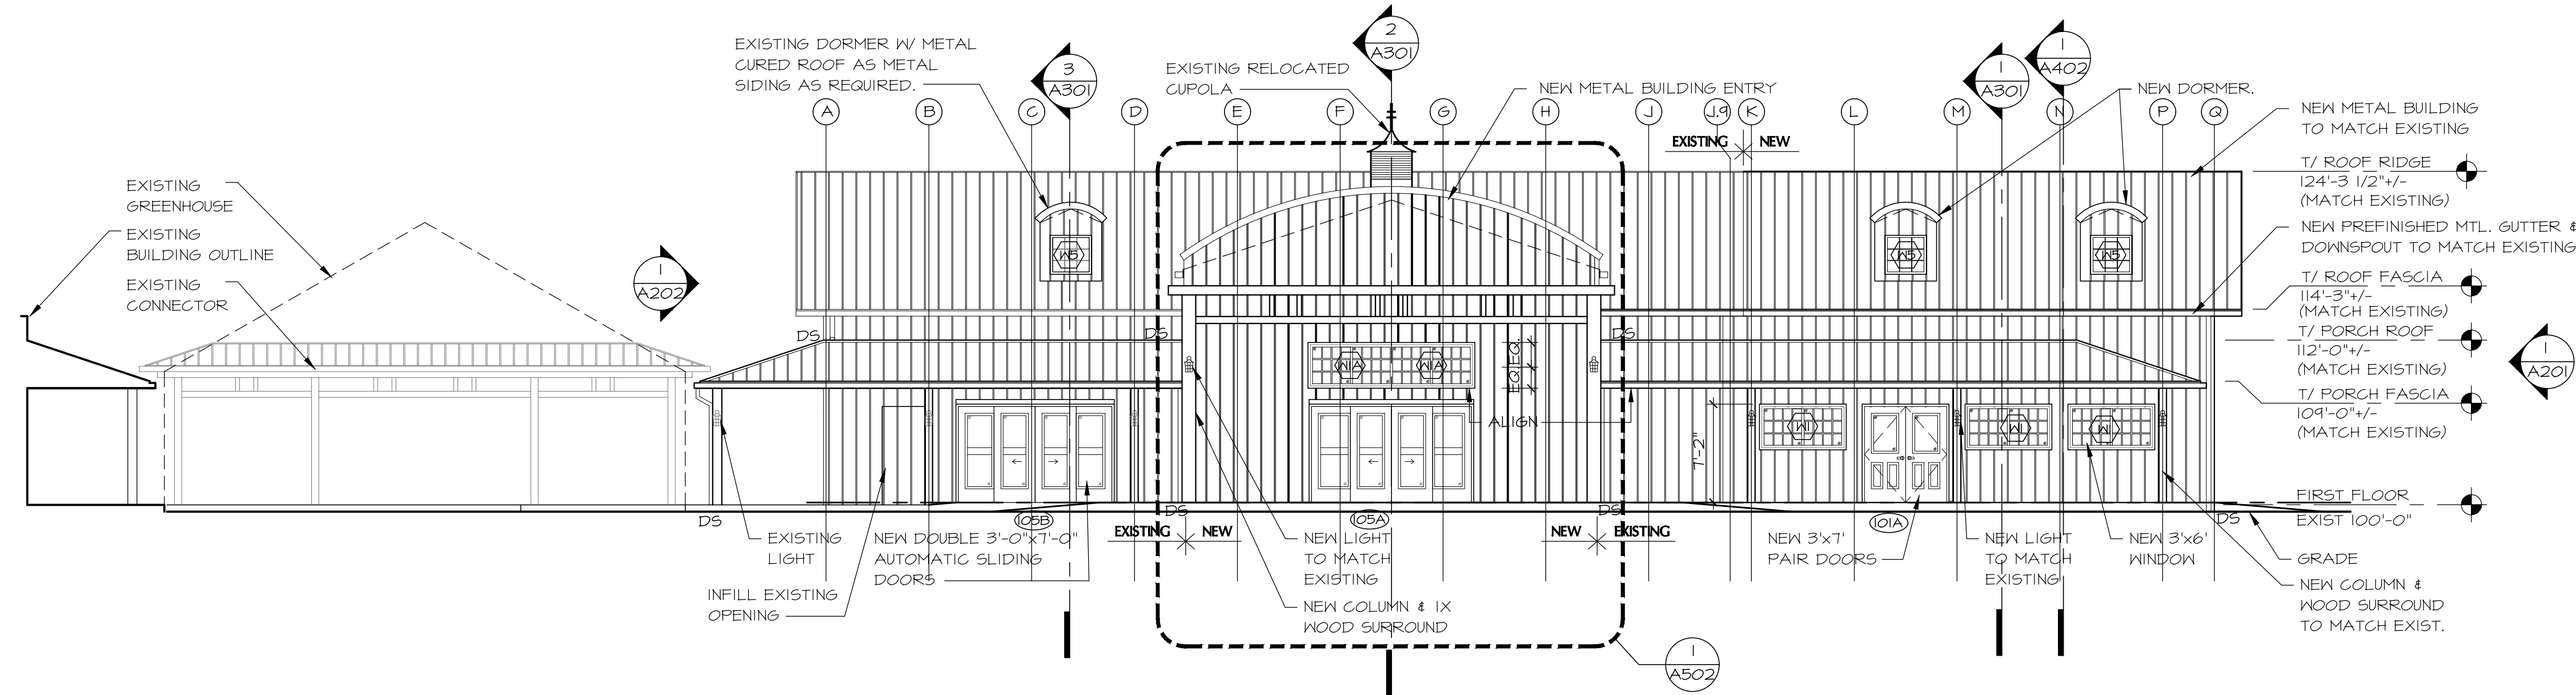 EXISTING DORMER W/ METAL
CURED ROOF AS METAL
SIDING AS REQUIRED.
3
A301
2
A301
EXISTING RELOCATED
CUPOLA
NEW METAL BUILDING ENTRY
1
A301
1
A402
NEW DORMER.
A
B
C
D
E
F
G
H
J
J.9
K
L
M
N
P
Q
EXISTING
NEW
NEW METAL BUILDING
TO MATCH EXISTING
T/ ROOF RIDGE
124'-3 1/2"+/-
(MATCH EXISTING)
NEW PREFINISHED MTL. GUTTER &
DOWNSPOUT TO MATCH EXISTING
T/ ROOF FASCIA
114'-3"+/-
(MATCH EXISTING)
T/ PORCH ROOF
112'-0"+/-
(MATCH EXISTING)
T/ PORCH FASCIA
109'-0"+/-
(MATCH EXISTING)
1
A201
FIRST FLOOR
EXIST 100'-0"
EXISTING
GREENHOUSE
EXISTING
BUILDING OUTLINE
EXISTING
CONNECTOR
1
A202
W5
W5
W5
DS
DS
DS
W1A
W1A
EQ.
EQ.
ALIGN
7'-2"
W1
W1
W1
DS
DS
DS
DS
105B
105A
101A
EXISTING
NEW
NEW
EXISTING
EXISTING
LIGHT
NEW DOUBLE 3'-0"x7'-0"
AUTOMATIC SLIDING
DOORS
INFILL EXISTING
OPENING
NEW LIGHT
TO MATCH
EXISTING
NEW COLUMN & 1X
WOOD SURROUND
NEW 3'x7'
PAIR DOORS
NEW LIGHT
TO MATCH
EXISTING
NEW 3'x6'
WINDOW
GRADE
NEW COLUMN &
WOOD SURROUND
TO MATCH EXIST.
1
A502